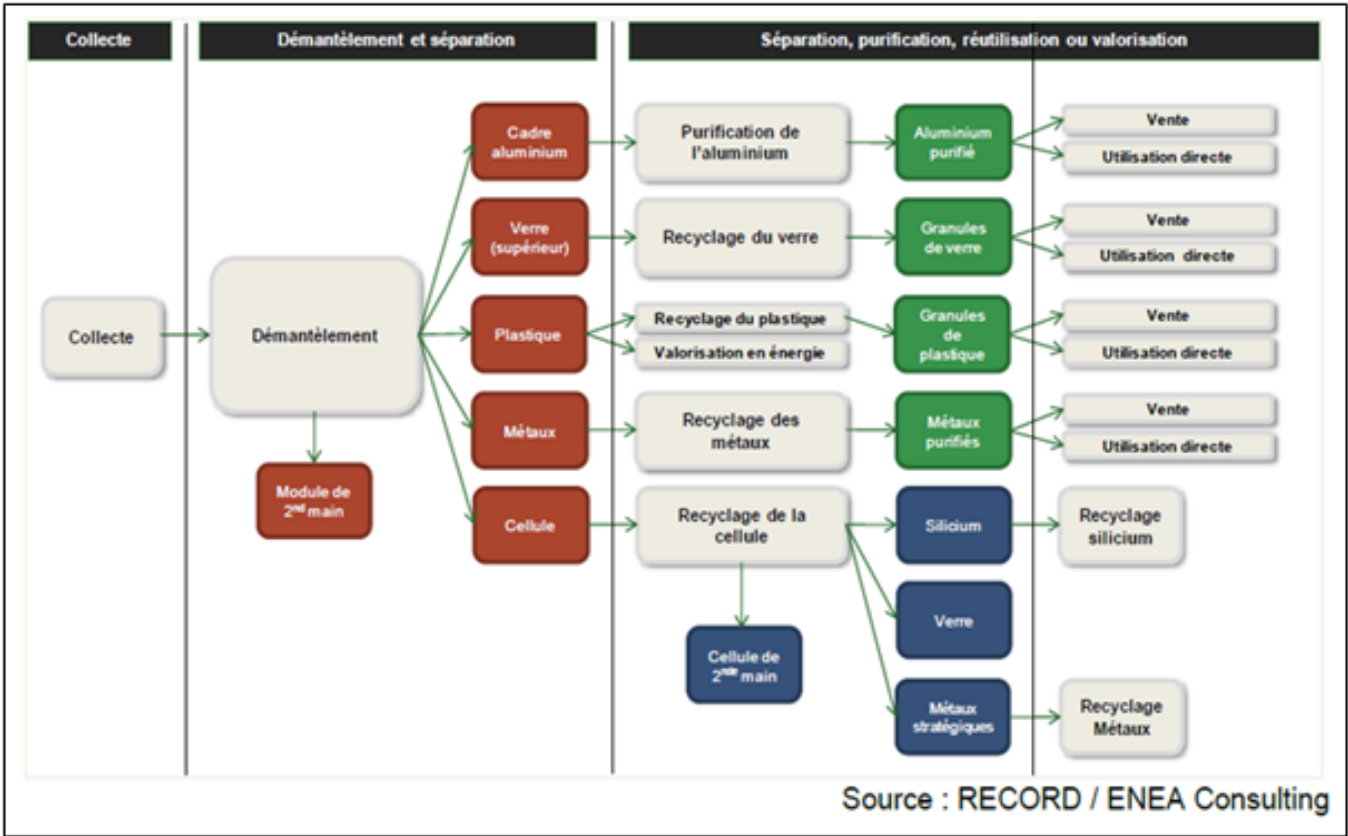 Collecte
Démantèlement et séparation
Séparation, purification, réutilisation ou valorisation
Collecte
Démantèlement
Module de
2nd main
Cadre
aluminium
Purification de
l'aluminium
Aluminium
purifié
Vente
Utilisation directe
Verre
(supérieur)
Recyclage du verre
Granules
de verre
Vente
Utilisation directe
Plastique
Recyclage du plastique
Valorisation en énergie
Granules
de
plastique
Vente
Utilisation directe
Métaux
Recyclage des
métaux
Métaux
purifiés
Vente
Utilisation directe
Cellule
Recyclage de la
cellule
Cellule de
2nde main
Silicium
Recyclage
silicium
Verre
Métaux
stratégiques
Recyclage
Métaux
Source : RECORD / ENEA Consulting